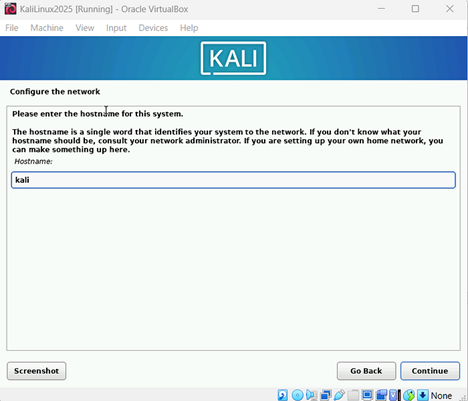 KaliLinux2025 [Running] - Oracle VirtualBox
File Machine View Input Devices Help
KALI
Configure the network
Please enter the hostname for this system.
The hostname is a single word that identifies your system to the network. If you don't know what your
hostname should be, consult your network administrator. If you are setting up your own home network, you
can make something up here.
Hostname:
kali
Screenshot Go Back Continue
None